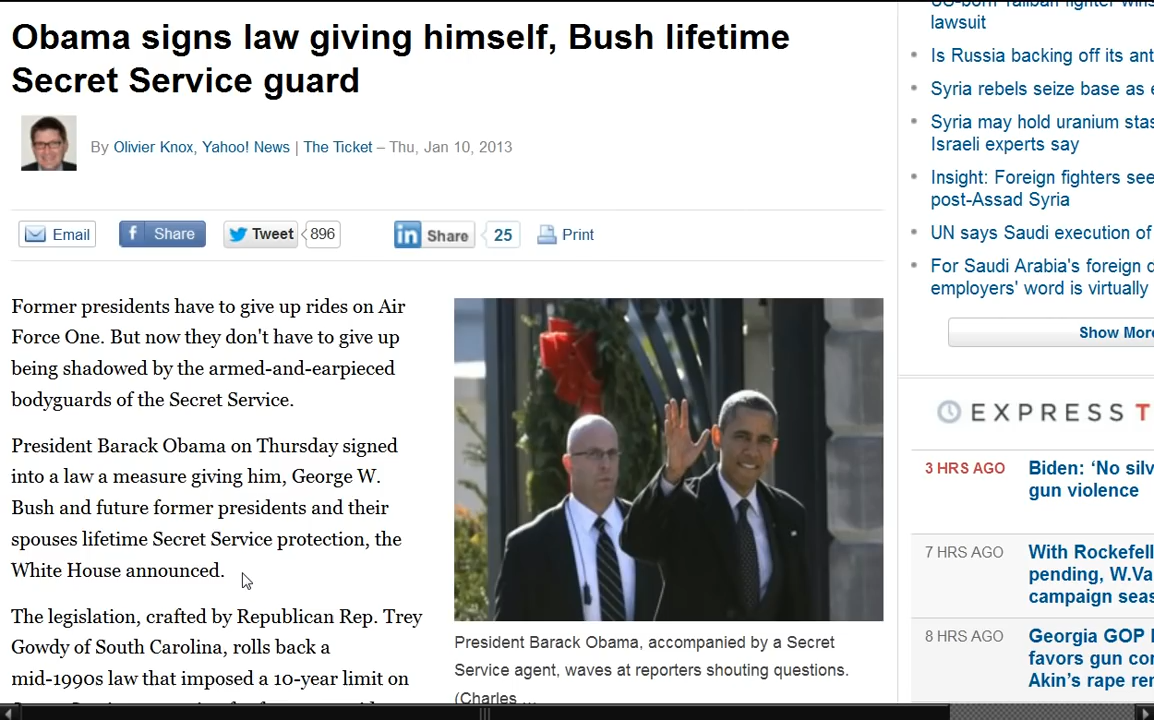 Obama signs law giving himself, Bush lifetime
Secret Service guard
By Olivier Knox, Yahoo! News | The Ticket – Thu, Jan 10, 2013
Email
Share
Tweet
896
Share
25
Print
Former presidents have to give up rides on Air
Force One. But now they don't have to give up
being shadowed by the armed-and-earpieced
bodyguards of the Secret Service.
President Barack Obama on Thursday signed
into a law a measure giving him, George W.
Bush and future former presidents and their
spouses lifetime Secret Service protection, the
White House announced.
The legislation, crafted by Republican Rep. Trey
Gowdy of South Carolina, rolls back a
mid-1990s law that imposed a 10-year limit on
President Barack Obama, accompanied by a Secret
Service agent, waves at reporters shouting questions.
(Charles ...
US-born Taliban fighter wins
lawsuit
Is Russia backing off its ant
Syria rebels seize base as e
Syria may hold uranium stas
Israeli experts say
Insight: Foreign fighters see
post-Assad Syria
UN says Saudi execution of
For Saudi Arabia's foreign d
employers' word is virtually
Show More
EXPRESS T
3 HRS AGO
Biden: ‘No silv
gun violence
7 HRS AGO
With Rockefell
pending, W.Va
campaign seas
8 HRS AGO
Georgia GOP
favors gun con
Akin’s rape rem